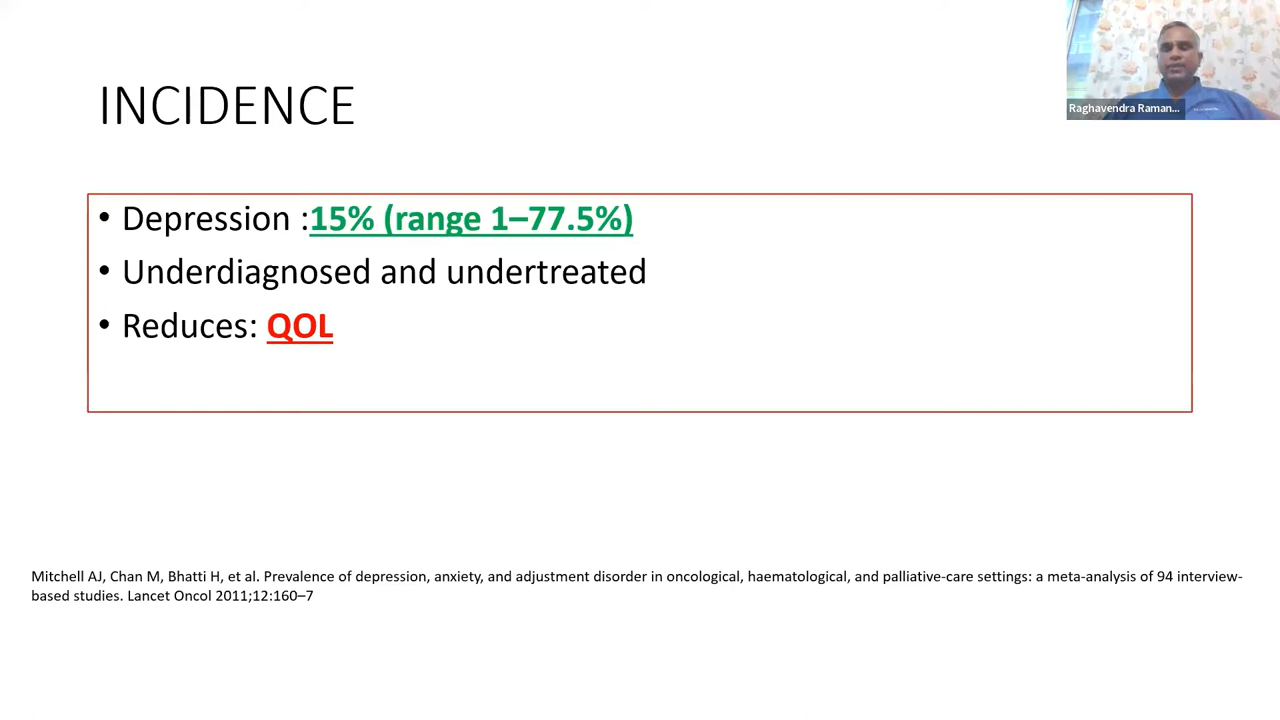 INCIDENCE
Raghavendra Raman...
• Depression :15% (range 1–77.5%)
• Underdiagnosed and undertreated
• Reduces: QOL
Mitchell AJ, Chan M, Bhatti H, et al. Prevalence of depression, anxiety, and adjustment disorder in oncological, haematological, and palliative-care settings: a meta-analysis of 94 interview-
based studies. Lancet Oncol 2011;12:160–7